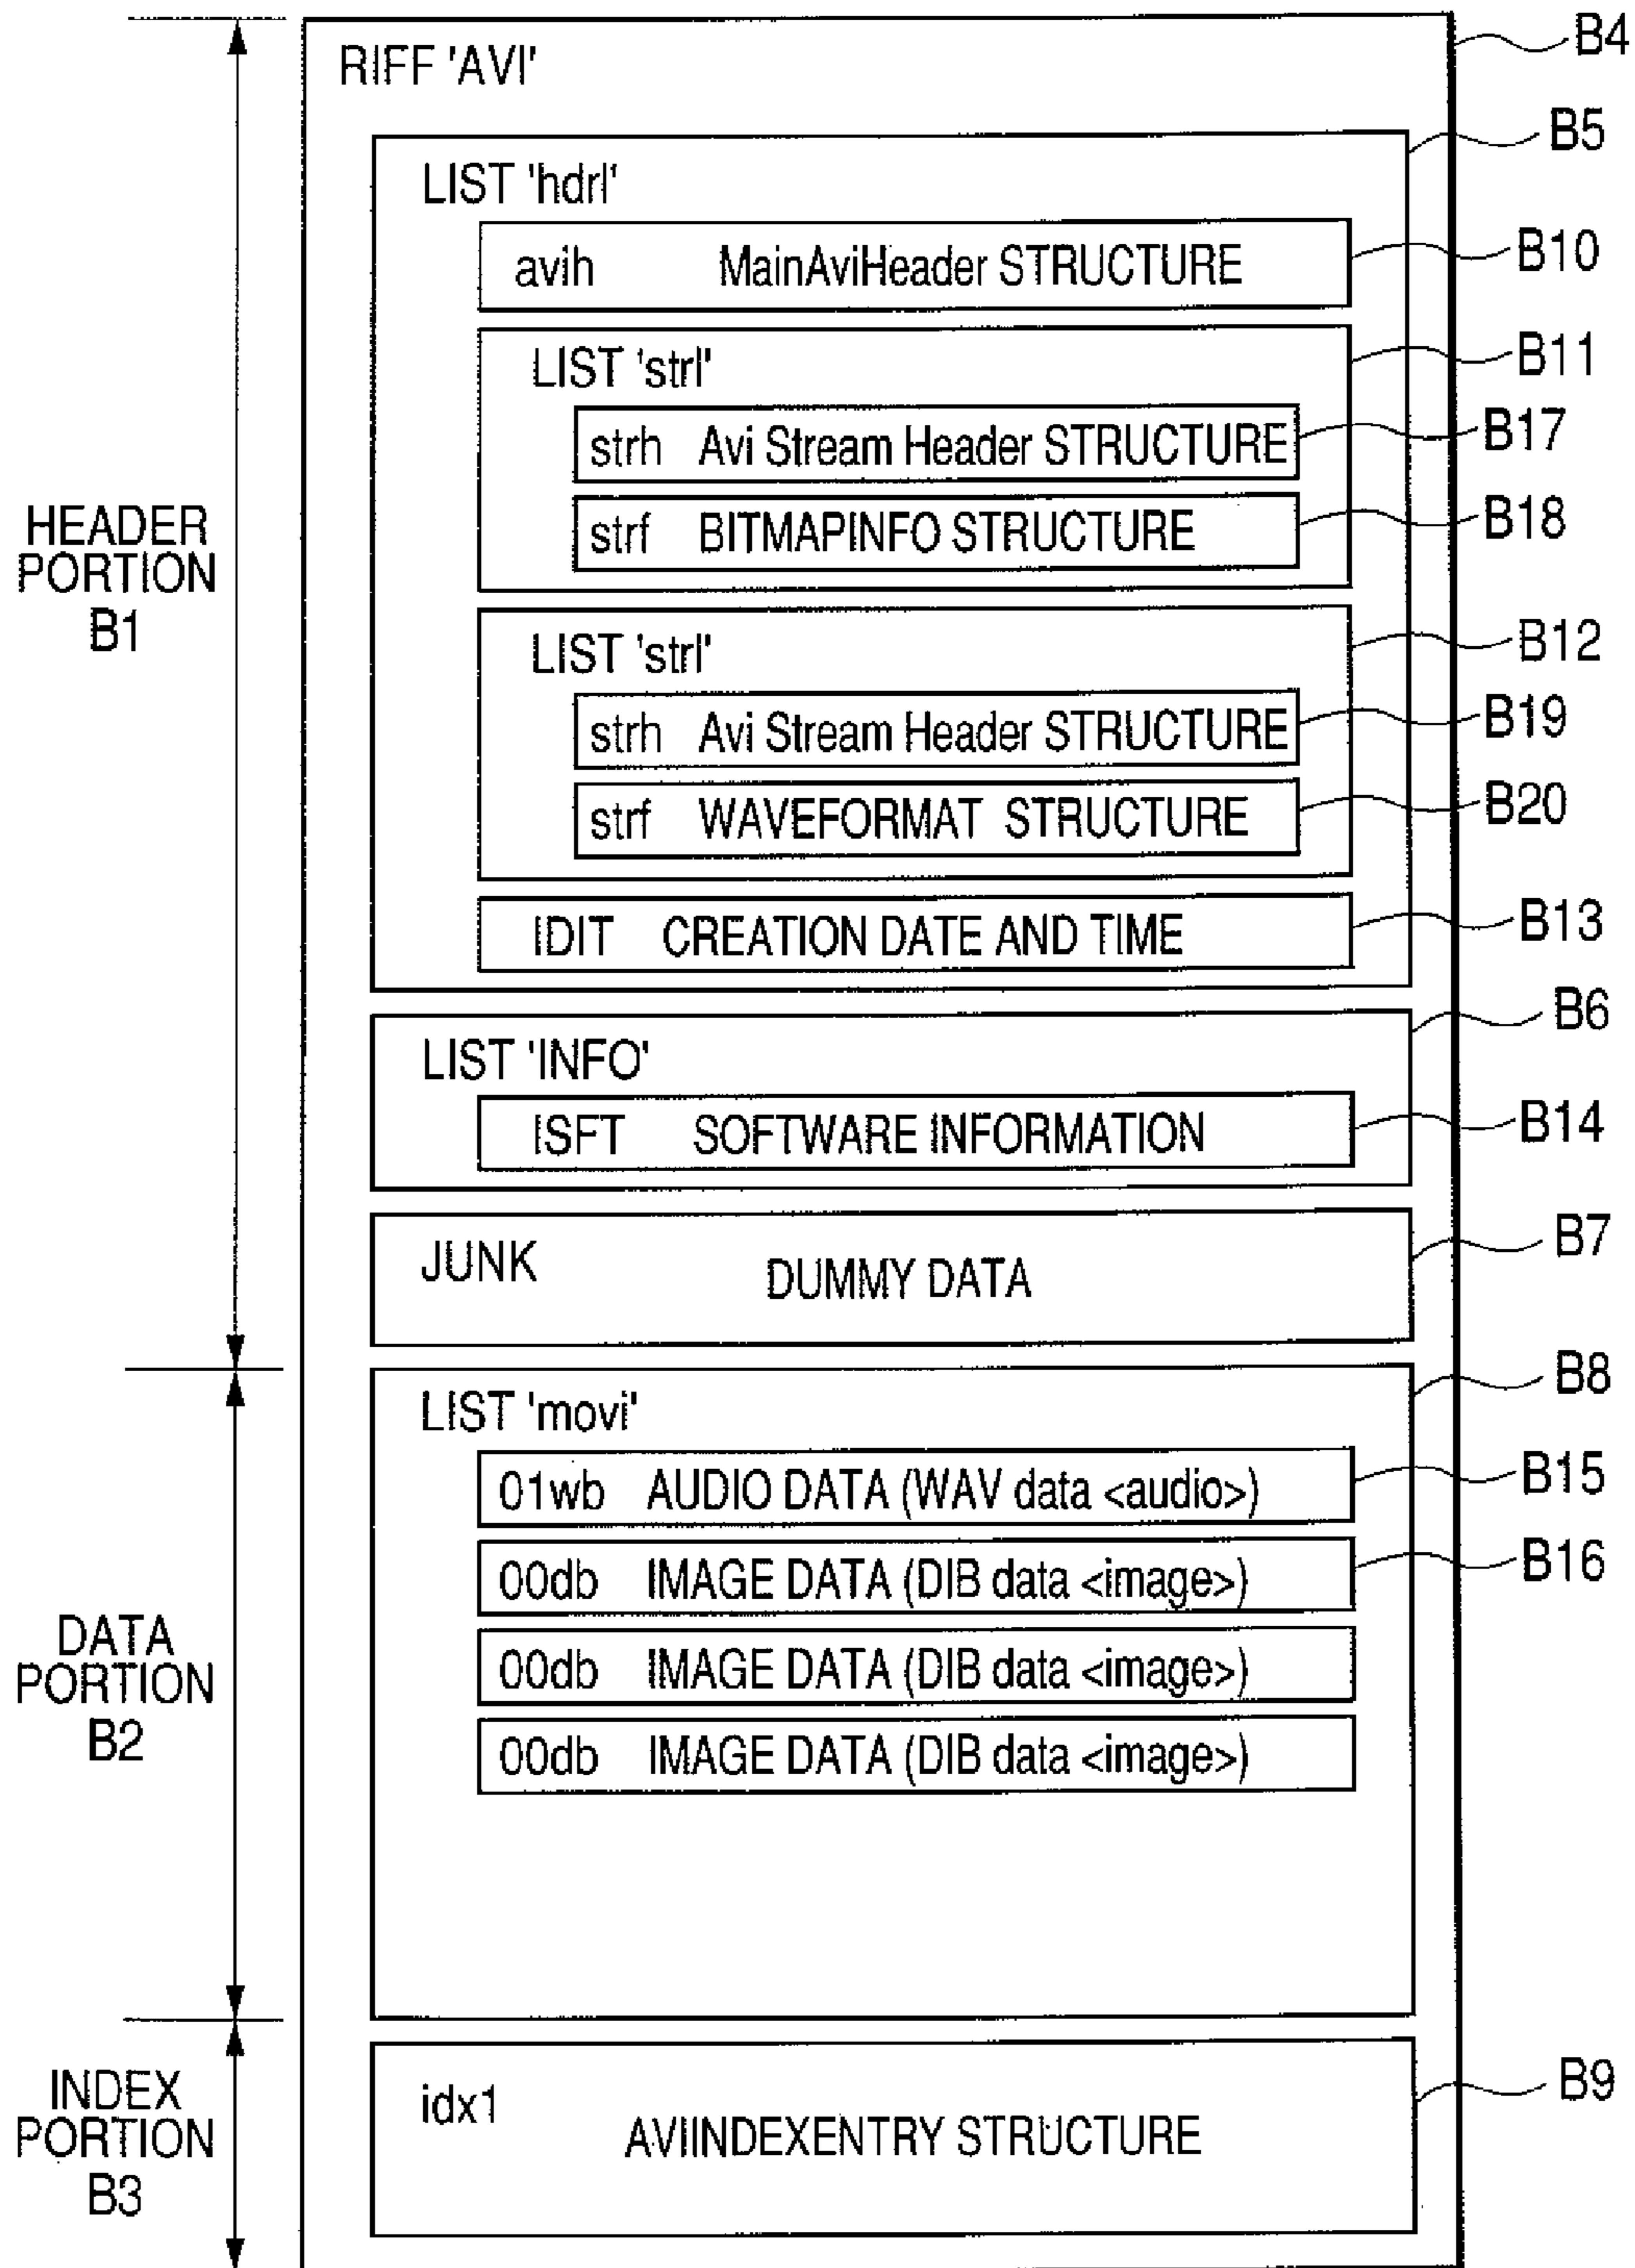 RIFF 'AVI'
B4
B5
LIST 'hdrl'
avih MainAviHeader STRUCTURE
B10
LIST 'strl'
B11
strh Avi Stream Header STRUCTURE
B17
strf BITMAPINFO STRUCTURE
B18
HEADER
PORTION
B1
LIST 'strl'
B12
strh Avi Stream Header STRUCTURE
B19
strf WAVEFORMAT STRUCTURE
B20
IDIT CREATION DATE AND TIME
B13
B6
LIST 'INFO'
ISFT SOFTWARE INFORMATION
B14
JUNK DUMMY DATA
B7
B8
LIST 'movi'
01wb AUDIO DATA (WAV data <audio>)
B15
00db IMAGE DATA (DIB data <image>)
B16
00db IMAGE DATA (DIB data <image>)
00db IMAGE DATA (DIB data <image>)
DATA
PORTION
B2
idx1
AVIINDEXENTRY STRUCTURE
B9
INDEX
PORTION
B3